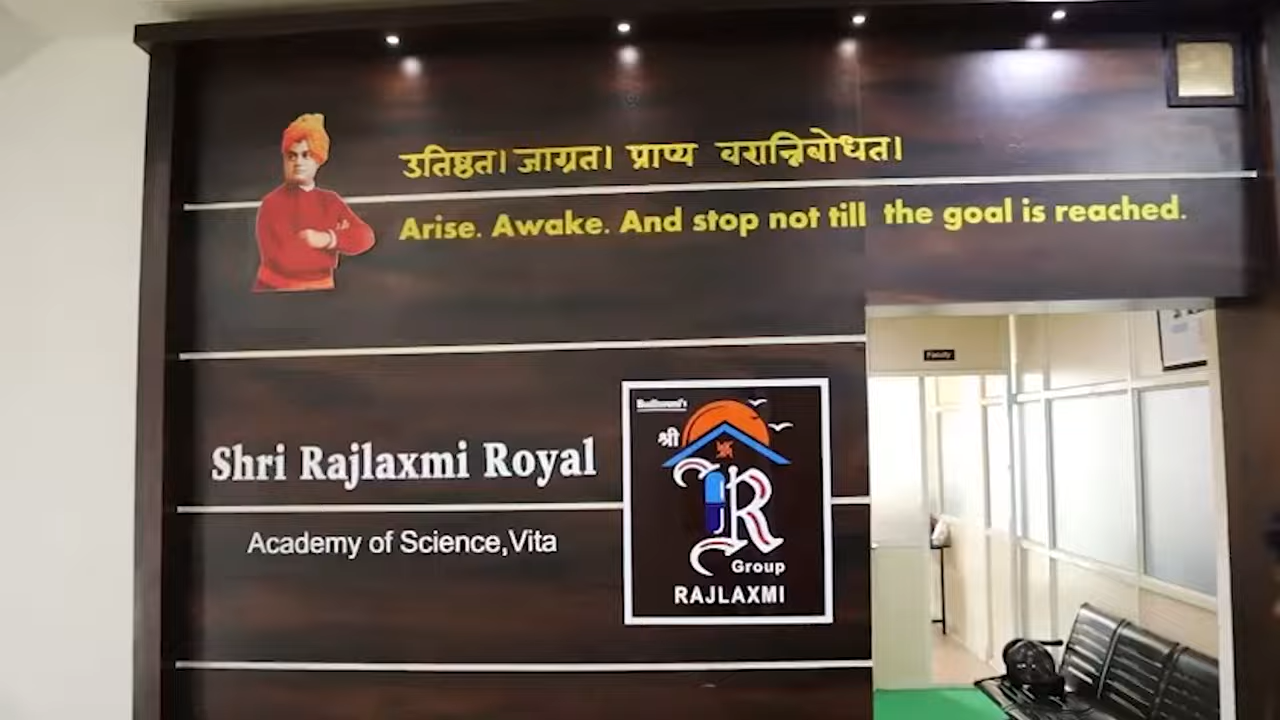 उतिष्ठत। जाग्रत। प्राप्य वरान्निबोधत।
Arise. Awake. And stop not till the goal is reached.
Faculty
Shri Rajlaxmi Royal
Academy of Science,Vita
श्री
R
Group
RAJLAXMI